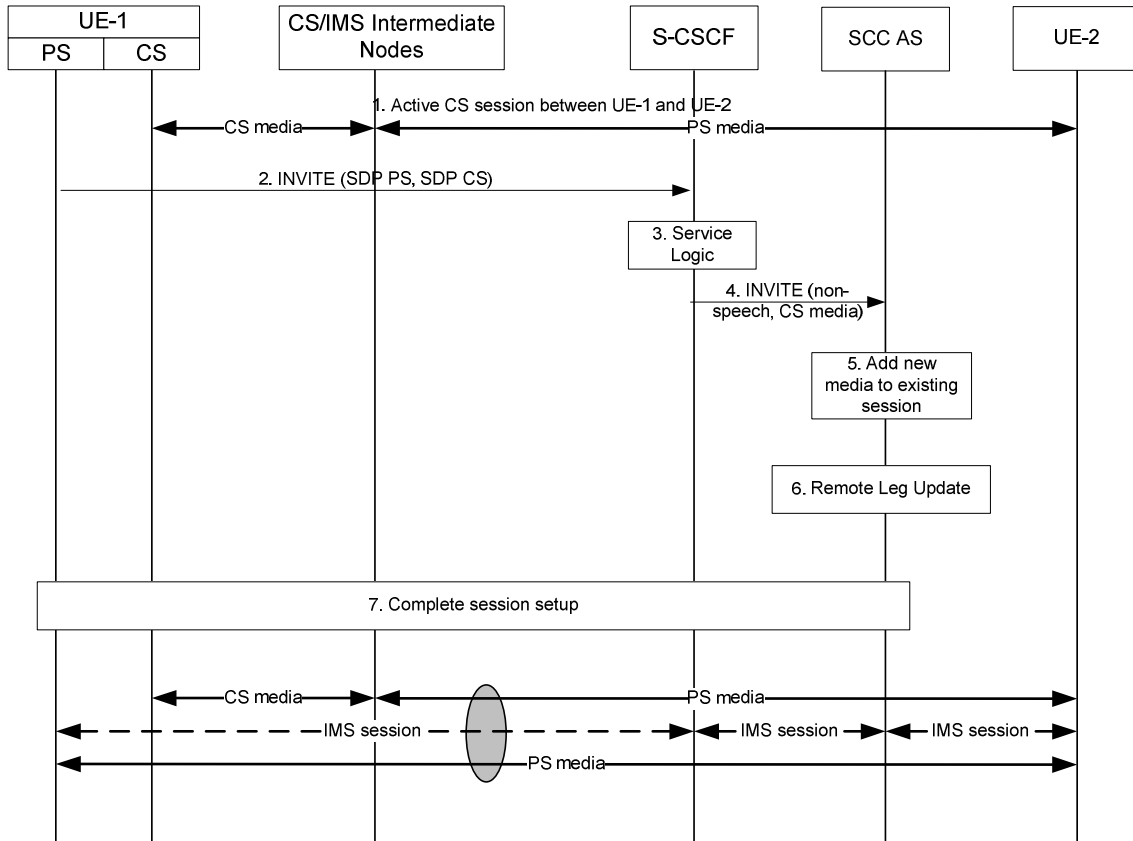 UE-1
PS
CS
CS/IMS Intermediate
Nodes
S-CSCF
SCC AS
UE-2
1. Active CS session between UE-1 and UE-2
CS media
PS media
2. INVITE (SDP PS, SDP CS)
3. Service
Logic
4. INVITE (non-
speech, CS media)
5. Add new
media to existing
session
6. Remote Leg Update
7. Complete session setup
CS media
PS media
IMS session
IMS session
IMS session
PS media